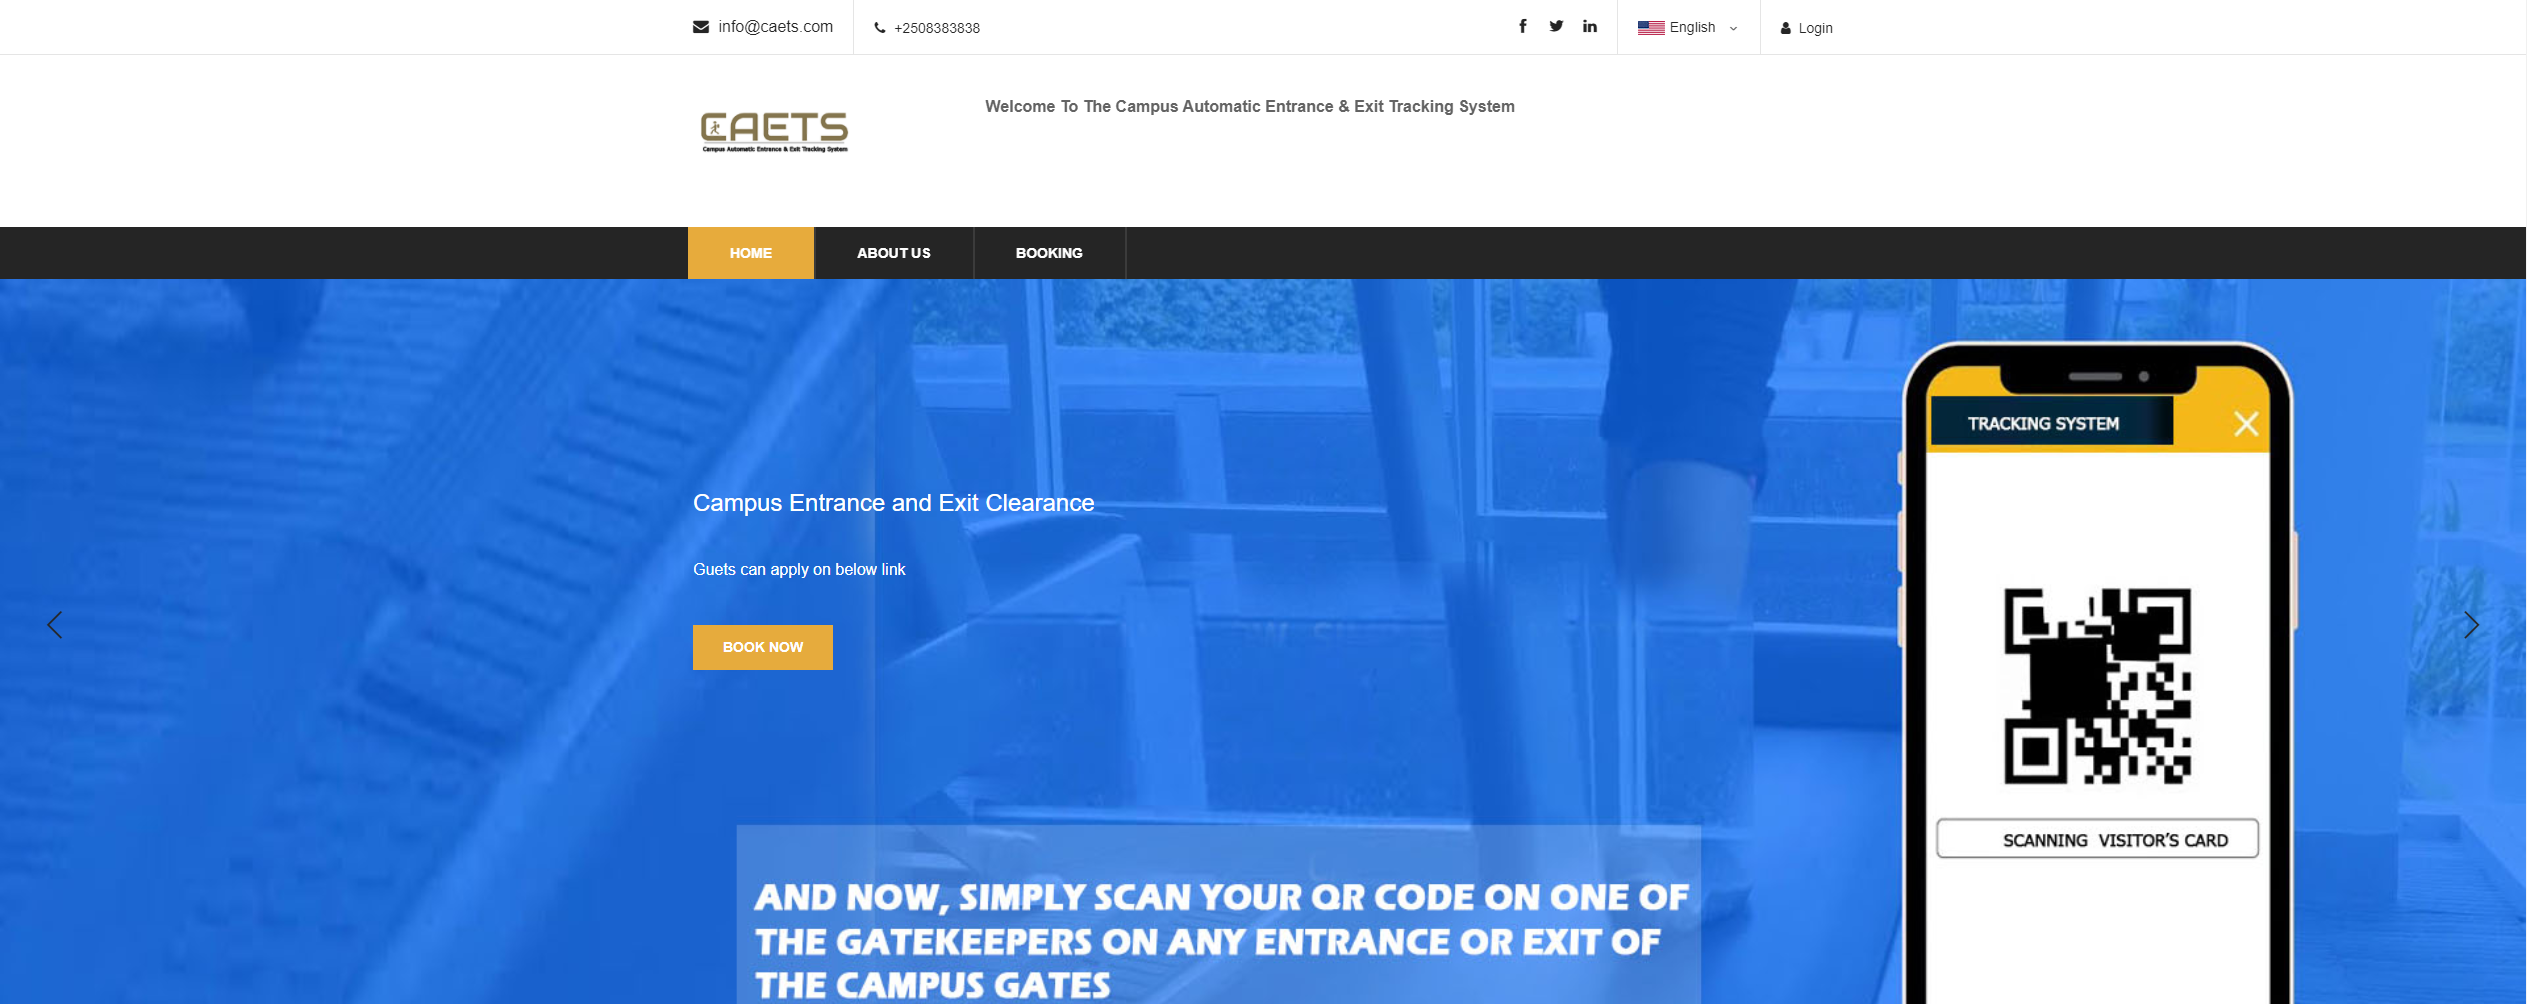 info@caets.com
+2508383838
English
Login
CAETS
Campus Automatic Entrance & Exit Tracking System
Welcome To The Campus Automatic Entrance & Exit Tracking System
HOME
ABOUT US
BOOKING
TRACKING SYSTEM
Campus Entrance and Exit Clearance
Guets can apply on below link
BOOK NOW
SCANNING VISITOR'S CARD
AND NOW, SIMPLY SCAN YOUR QR CODE ON ONE OF
THE GATEKEEPERS ON ANY ENTRANCE OR EXIT OF
THE CAMPUS GATES